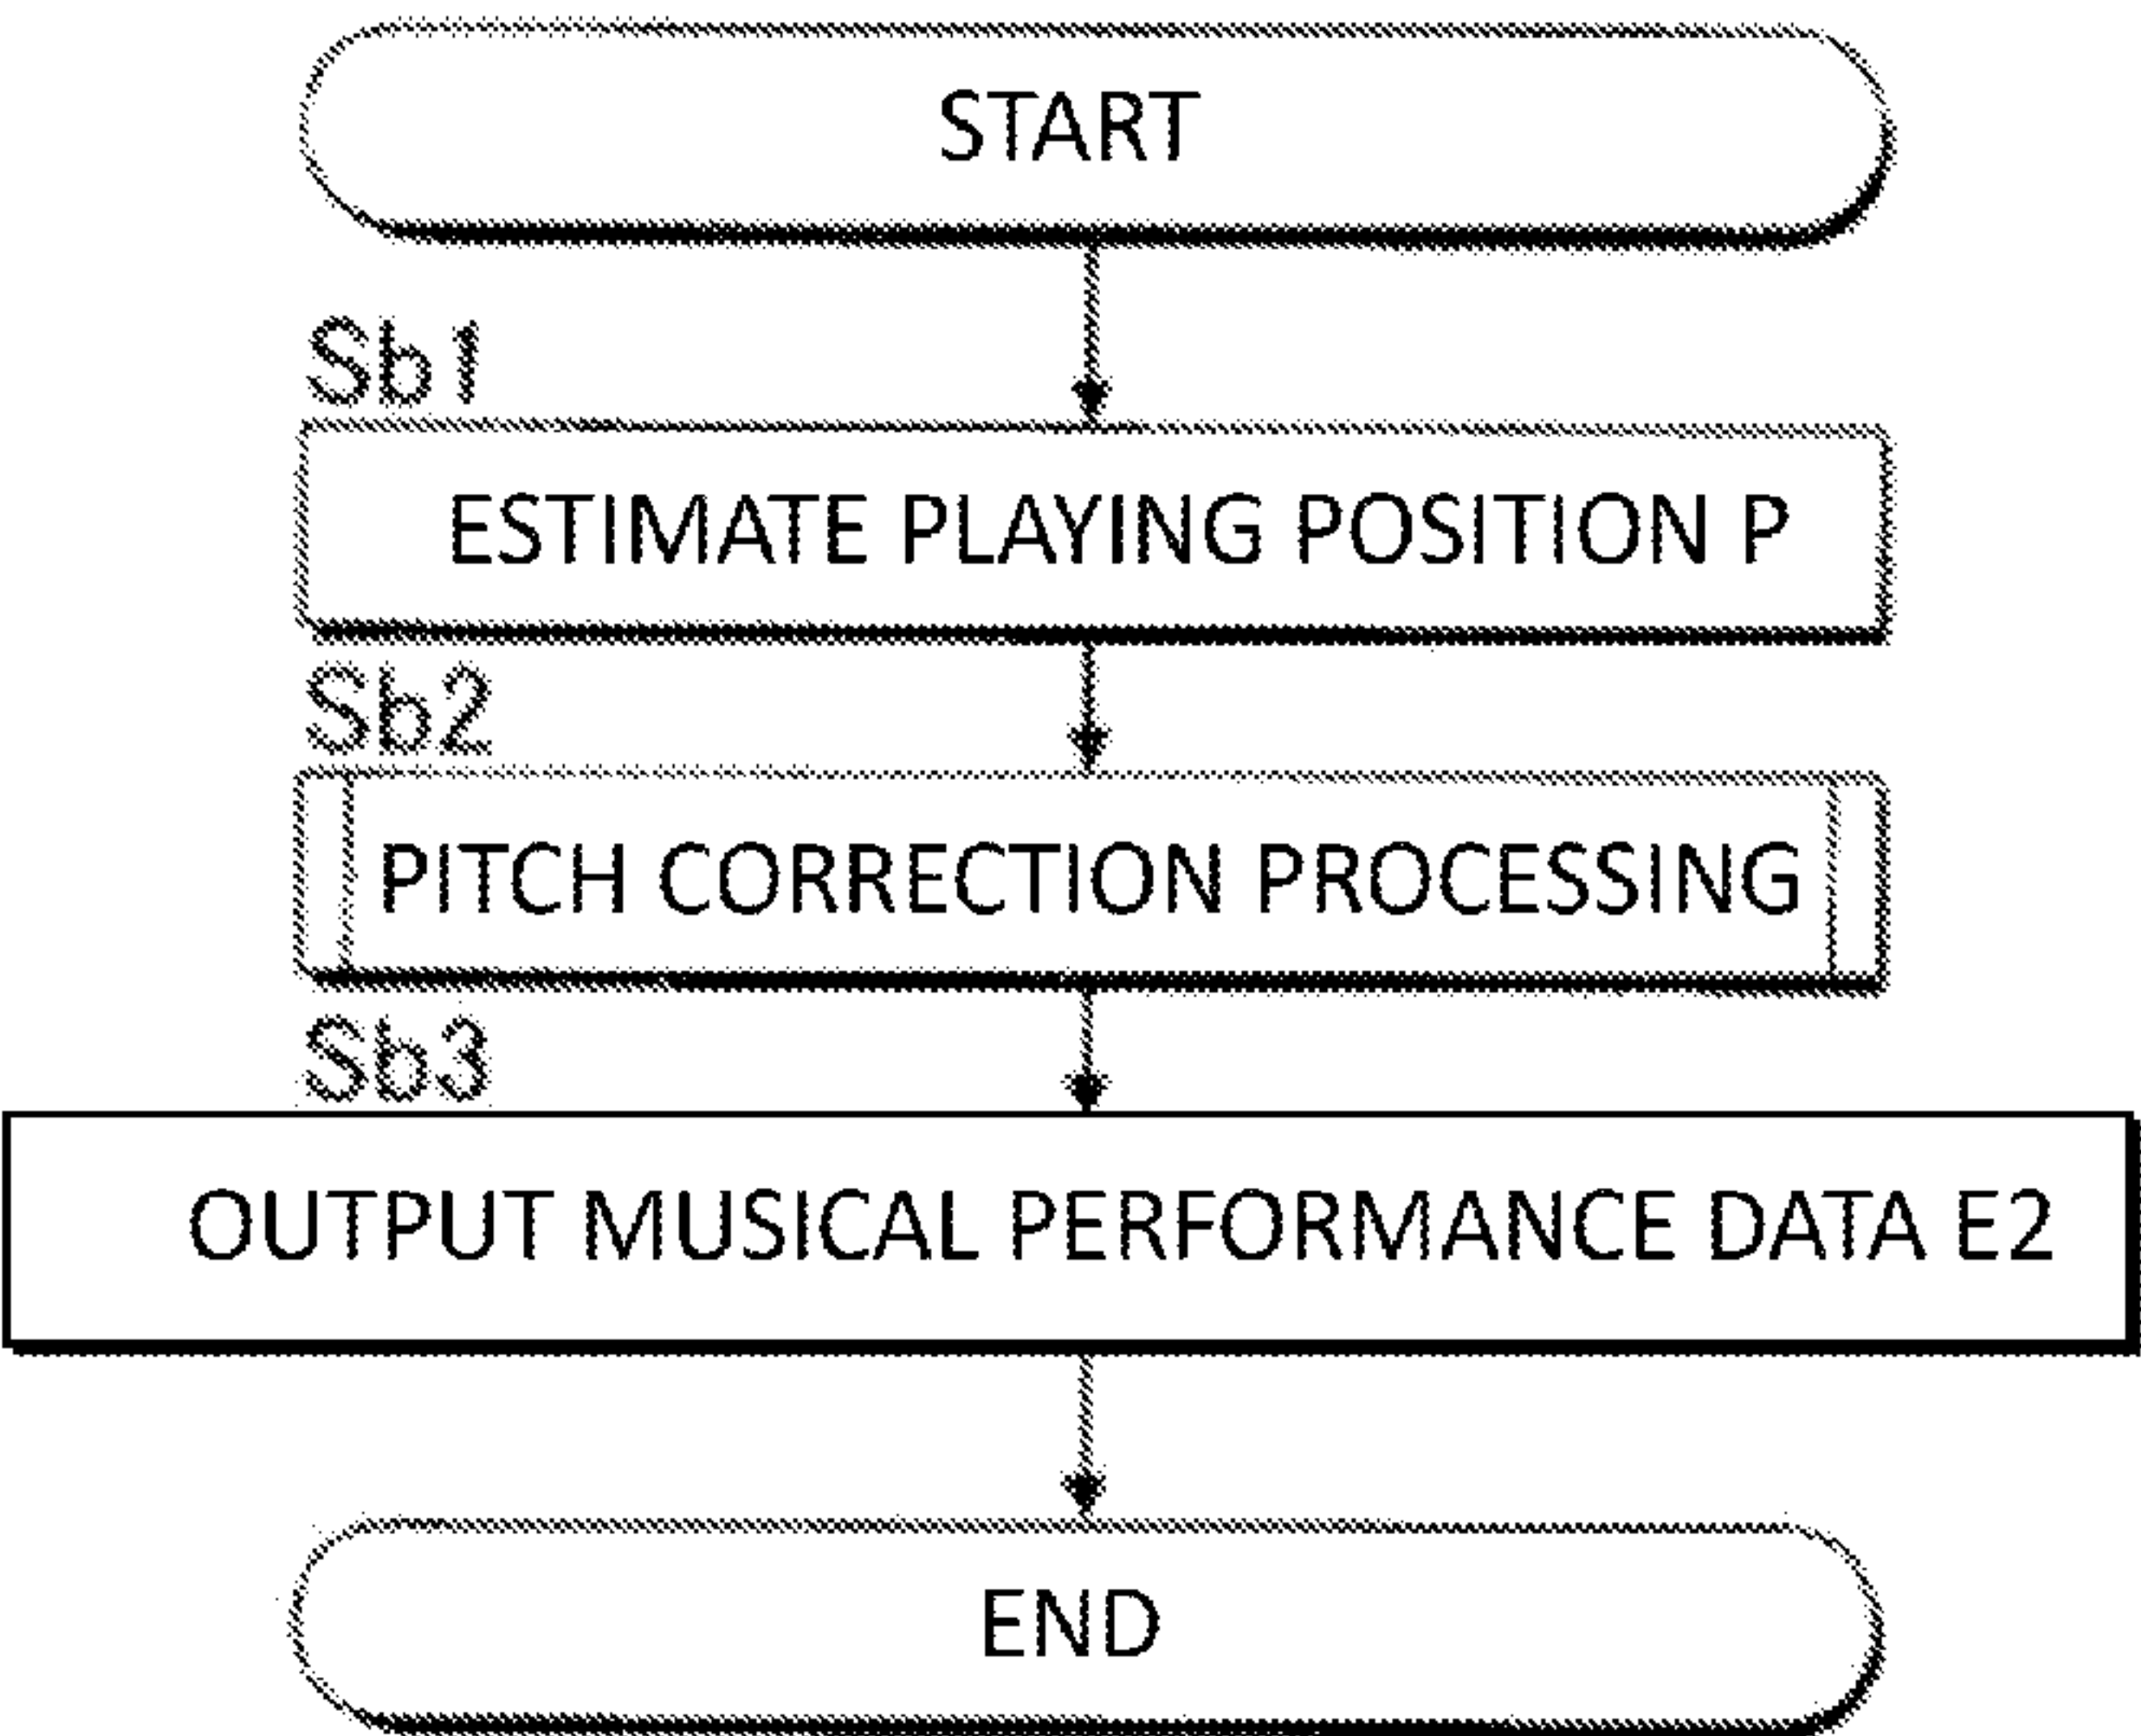 START
Sb1
ESTIMATE PLAYING POSITION P
Sb2
PITCH CORRECTION PROCESSING
Sb3
OUTPUT MUSICAL PERFORMANCE DATA E2
END